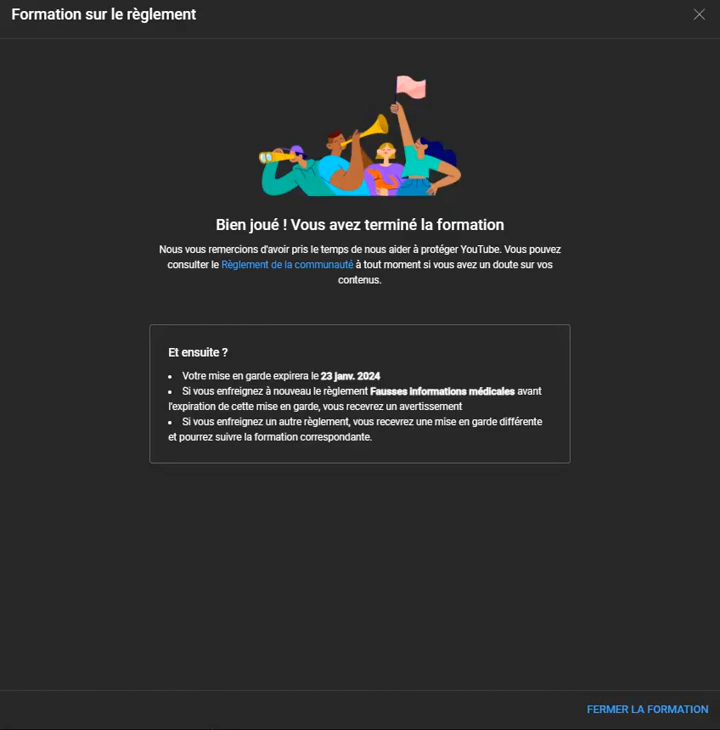 Formation sur le règlement
Bien joué ! Vous avez terminé la formation
Nous vous remercions d'avoir pris le temps de nous aider à protéger YouTube. Vous pouvez
consulter le Règlement de la communauté à tout moment si vous avez un doute sur vos
contenus.
Et ensuite ?
• Votre mise en garde expirera le 23 janv. 2024
• Si vous enfreignez à nouveau le règlement Fausses informations médicales avant
l'expiration de cette mise en garde, vous recevrez un avertissement
• Si vous enfreignez un autre règlement, vous recevrez une mise en garde différente
et pourrez suivre la formation correspondante.
FERMER LA FORMATION